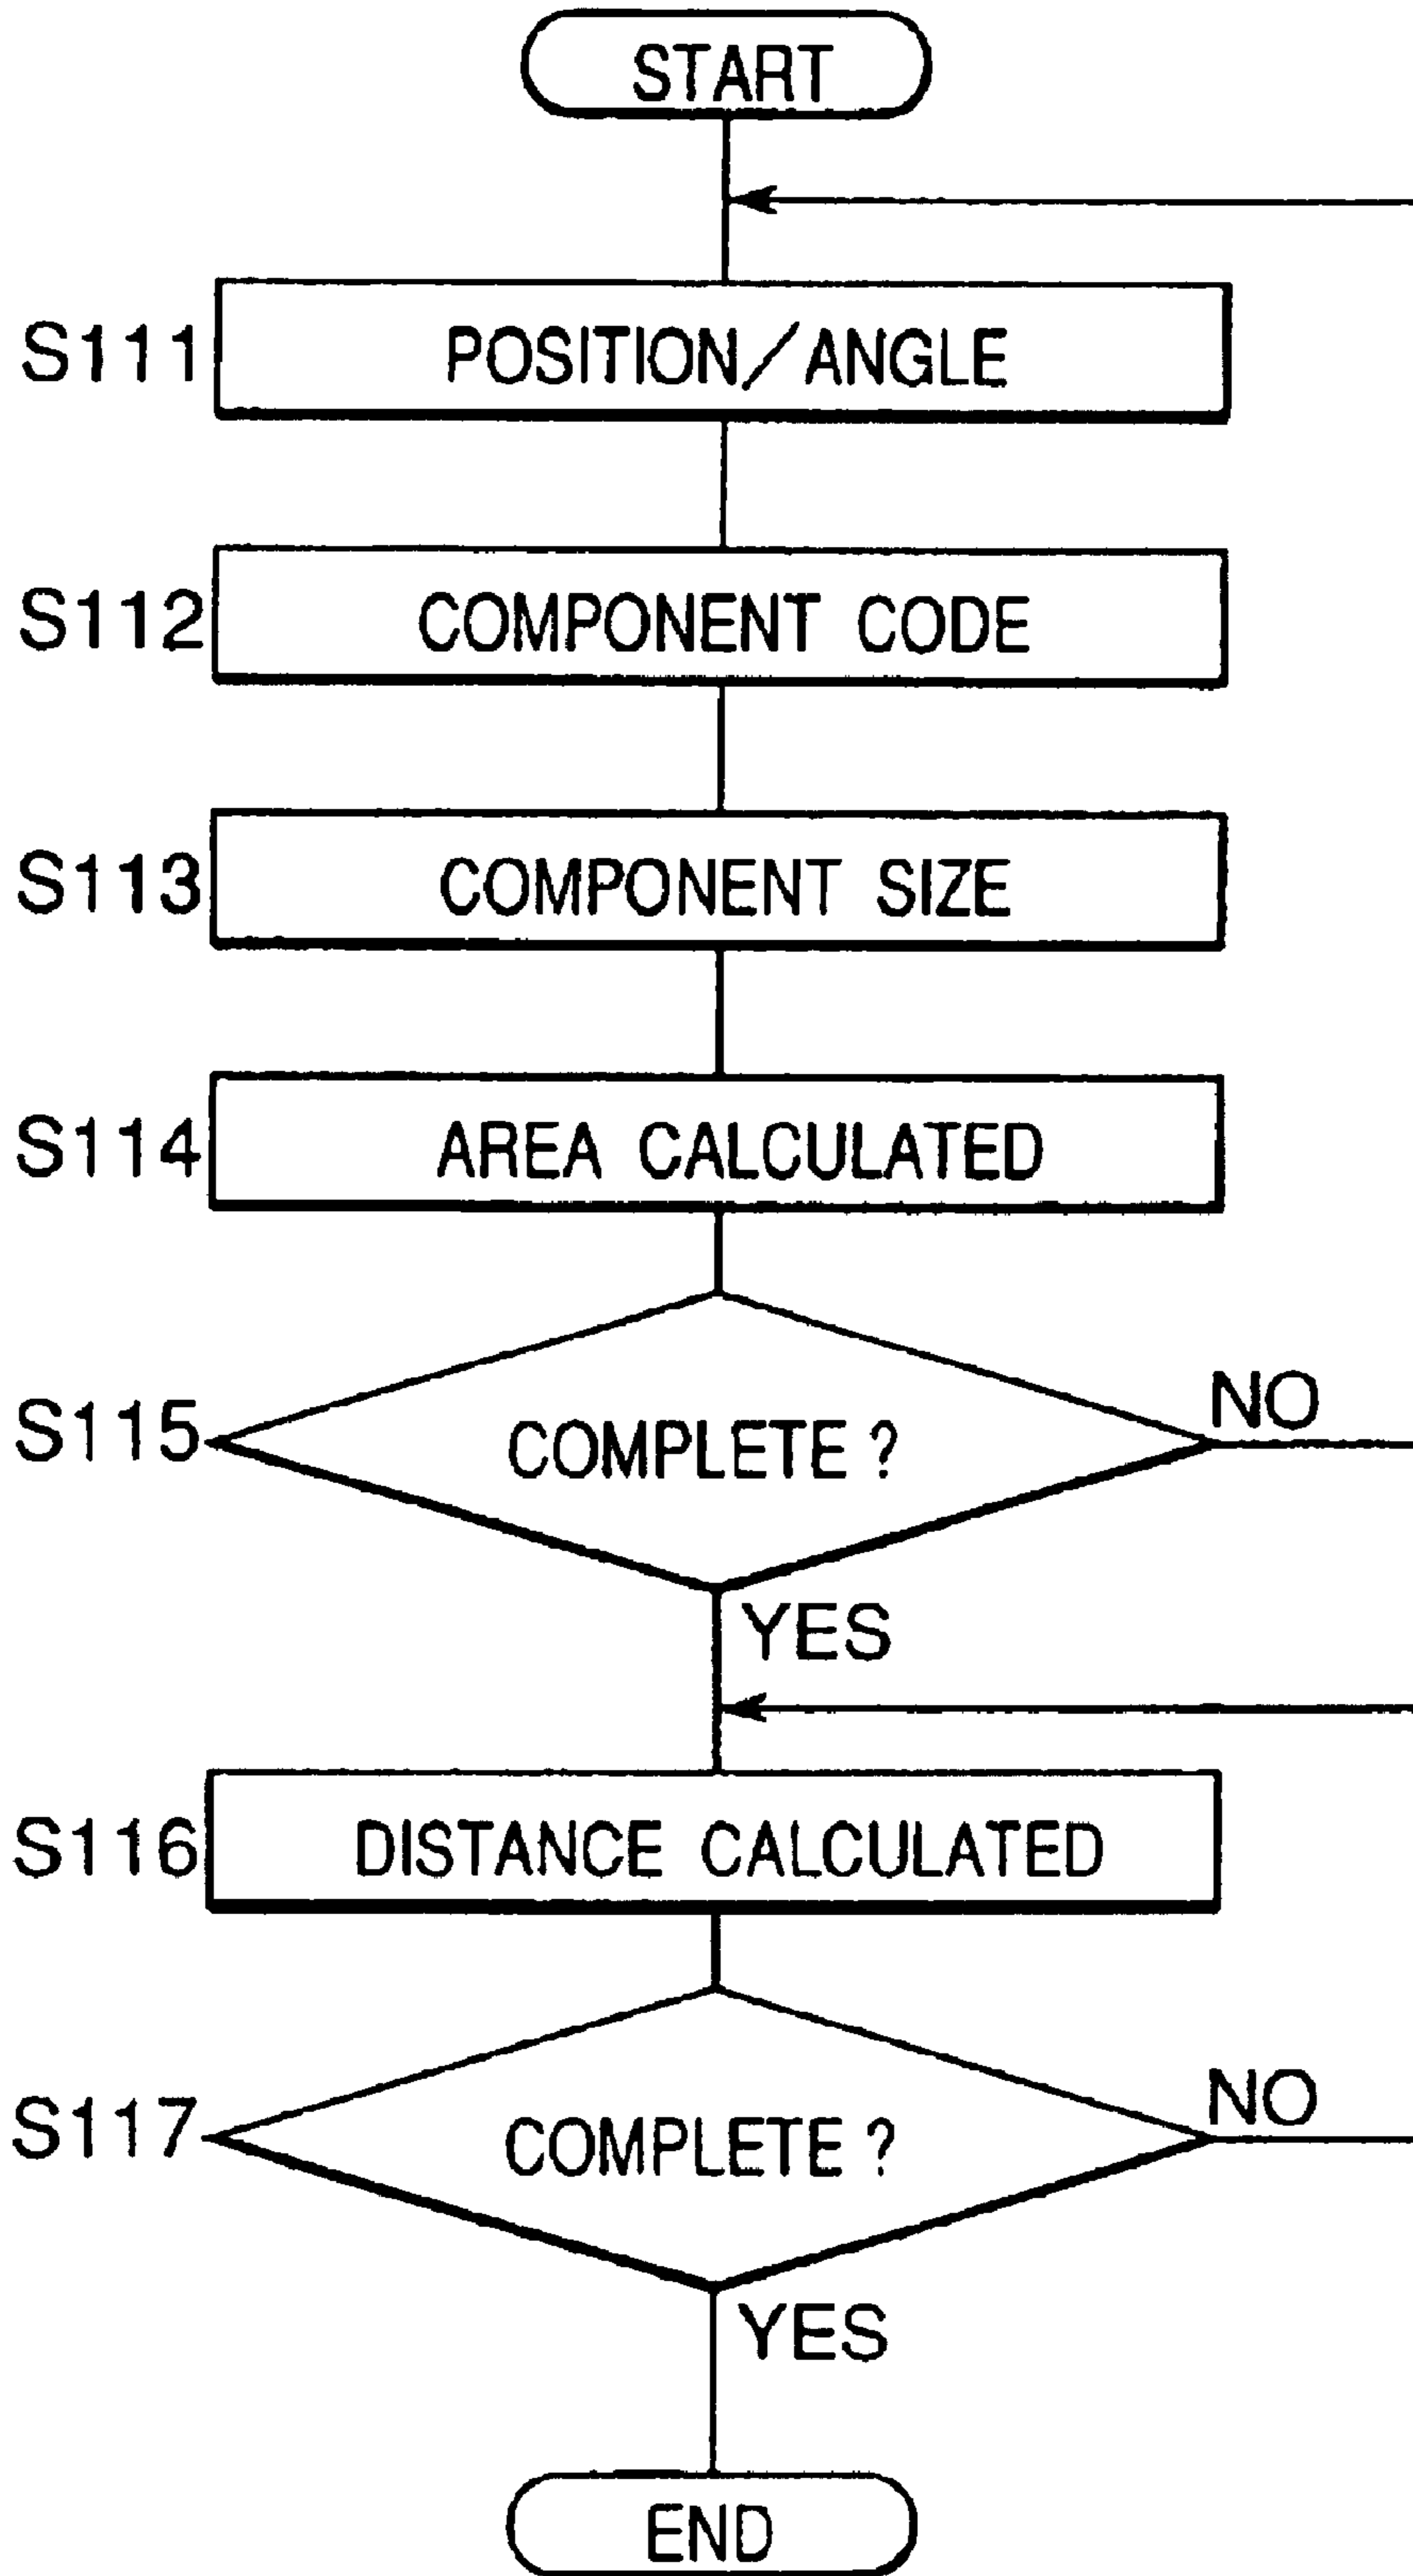 START
S111 POSITION/ANGLE
S112 COMPONENT CODE
S113 COMPONENT SIZE
S114 AREA CALCULATED
S115 COMPLETE ? NO
YES
S116 DISTANCE CALCULATED
S117 COMPLETE ? NO
YES
END